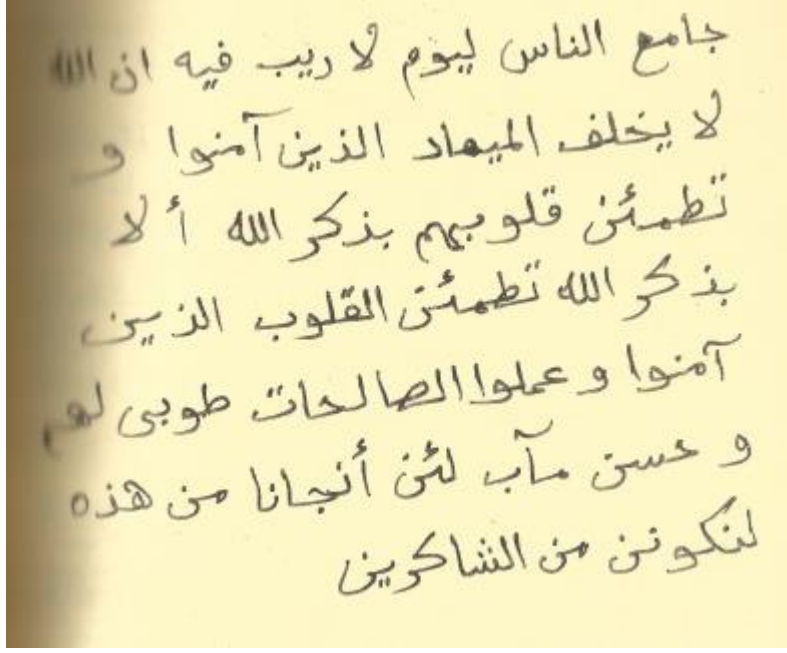 جامع الناس ليوم لا ريب فيه ان الله
لا يخلف الميعاد الذين آمنوا و
تطمئن قلوبهم بذكر الله ألا
بذكر الله تطمئن القلوب الذين
آمنوا و عملوا الصالحات طوبى لهم
و حسن مآب لئن أنجانا من هذه
لنكونن من الشاكرين